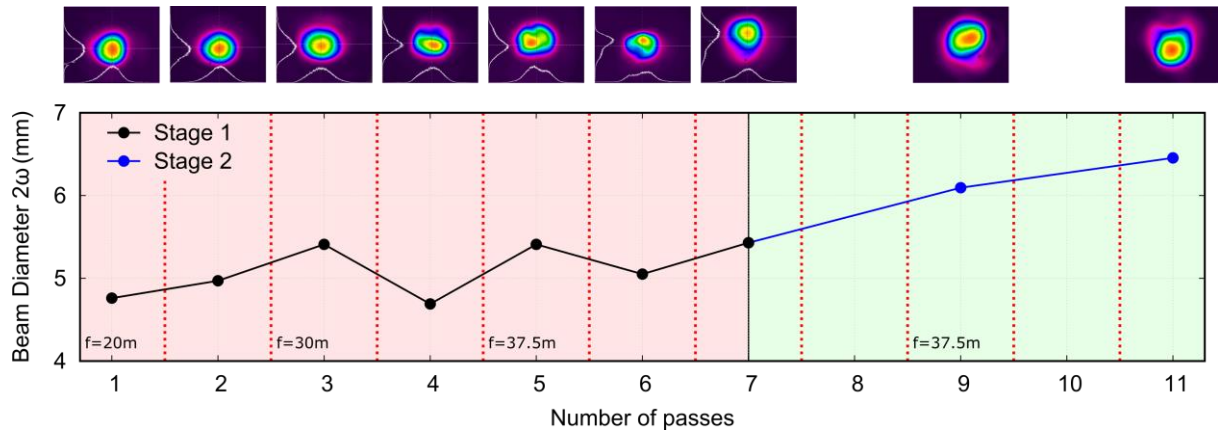 7
Stage 1
Stage 2
6
5
4
Beam Diameter 2ω (mm)
f=20m
f=30m
f=37.5m
f=37.5m
1 2 3 4 5 6 7 8 9 10 11
Number of passes